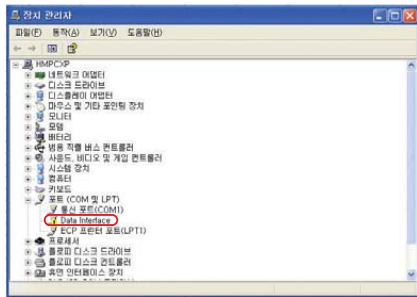 장치 관리자
파일(F) 동작(A) 보기(V) 도움말(H)
HMPCXP
네트워크 어댑터
디스크 드라이브
디스플레이 어댑터
마우스 및 기타 포인팅 장치
모니터
모뎀
배터리
범용 직렬 버스 컨트롤러
사운드, 비디오 및 게임 컨트롤러
시스템 장치
컴퓨터
키보드
포트 (COM 및 LPT)
통신 포트(COM1)
Data Interface
ECP 프린터 포트(LPT1)
프로세서
플로피 디스크 드라이브
플로피 디스크 컨트롤러
휴먼 인터페이스 장치